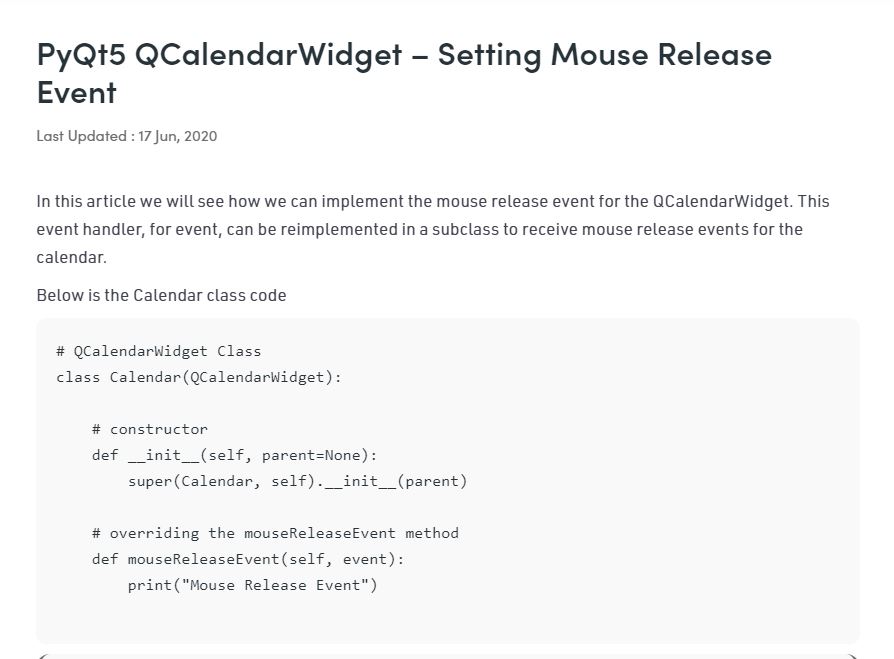 PyQt5 QCalendarWidget – Setting Mouse Release
Event
Last Updated : 17 Jun, 2020
In this article we will see how we can implement the mouse release event for the QCalendarWidget. This
event handler, for event, can be reimplemented in a subclass to receive mouse release events for the
calendar.
Below is the Calendar class code
# QCalendarWidget Class
class Calendar(QCalendarWidget):
    # constructor
    def __init__(self, parent=None):
        super(Calendar, self).__init__(parent)
    # overriding the mouseReleaseEvent method
    def mouseReleaseEvent(self, event):
        print("Mouse Release Event")